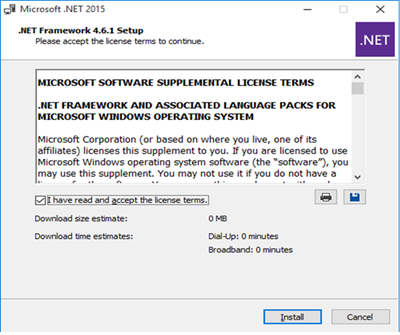 Microsoft .NET 2015
.NET Framework 4.6.1 Setup
Please accept the license terms to continue.
.NET
MICROSOFT SOFTWARE SUPPLEMENTAL LICENSE TERMS
.NET FRAMEWORK AND ASSOCIATED LANGUAGE PACKS FOR
MICROSOFT WINDOWS OPERATING SYSTEM
Microsoft Corporation (or based on where you live, one of its
affiliates) licenses this supplement to you. If you are licensed to use
Microsoft Windows operating system software (the "software"), you
may use this supplement. You may not use it if you do not have a
I have read and accept the license terms.
Download size estimate: 0 MB
Download time estimates: Dial-Up: 0 minutes
Broadband: 0 minutes
Install Cancel